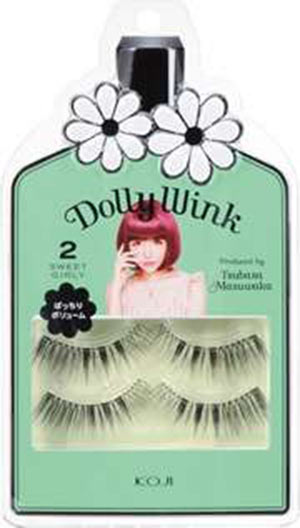 Dolly Wink
2
SWEET
GIRLY
Produced by
Tsubasa
Masuwaka
ぱっちり
ボリューム
KOJI